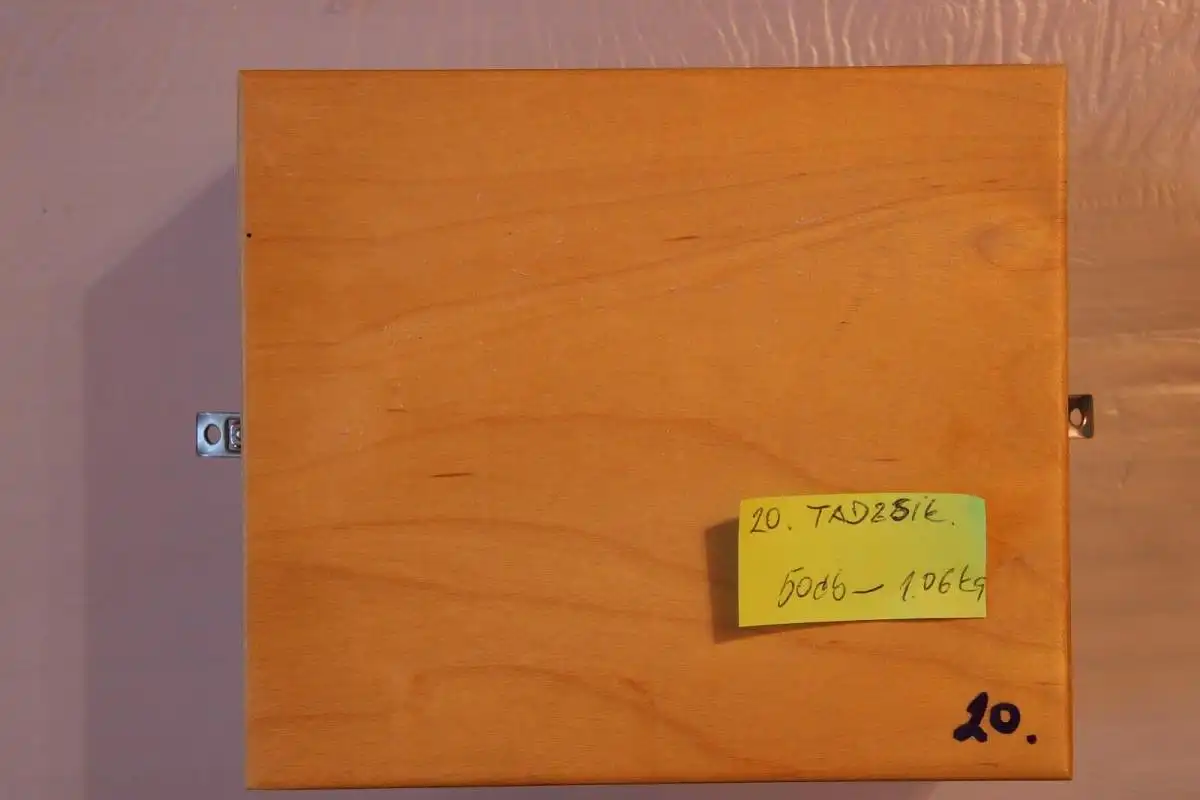 20. TADZSIK.
50db — 1.06kg
20.